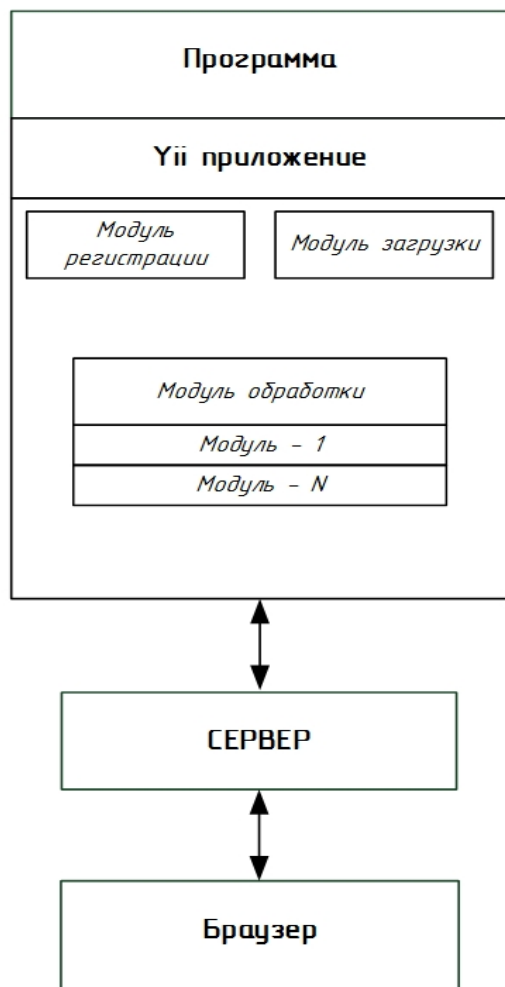 Программа
Yii приложение
Модуль
регистрации
Модуль загрузки
Модуль обработки
Модуль - 1
Модуль - N
СЕРВЕР
Браузер